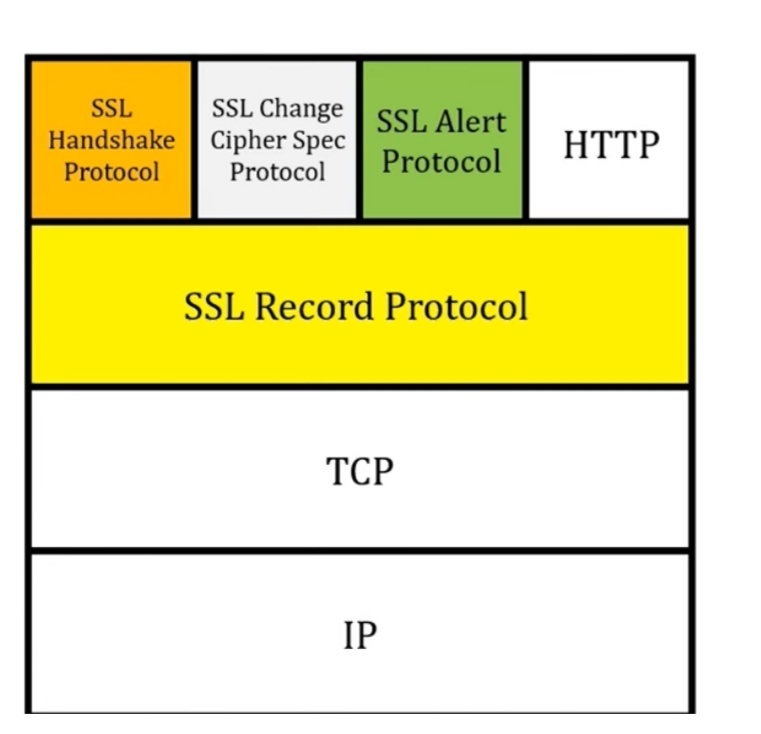 SSL
Handshake
Protocol
SSL Change
Cipher Spec
Protocol
SSL Alert
Protocol
HTTP
SSL Record Protocol
TCP
IP